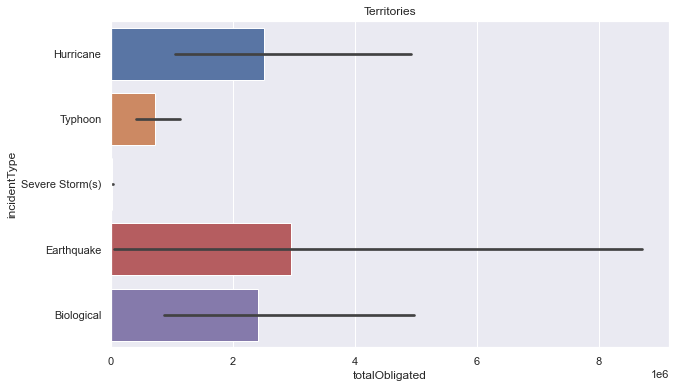 Territories
incidentType
Hurricane
Typhoon
Severe Storm(s)
Earthquake
Biological
0 2 4 6 8
1e6
totalObligated